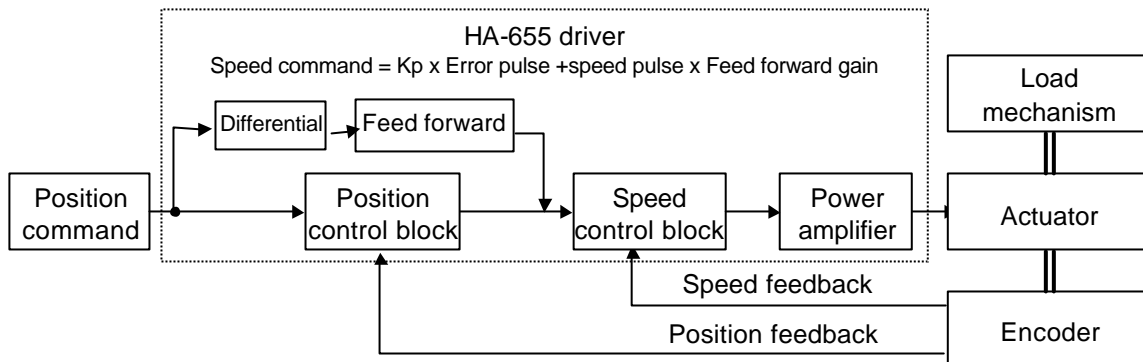 HA-655 driver
Speed command = Kp x Error pulse +speed pulse x Feed forward gain
Load
mechanism
Differential
Feed forward
Position
command
Position
control block
Speed
control block
Power
amplifier
Actuator
Speed feedback
Position feedback
Encoder